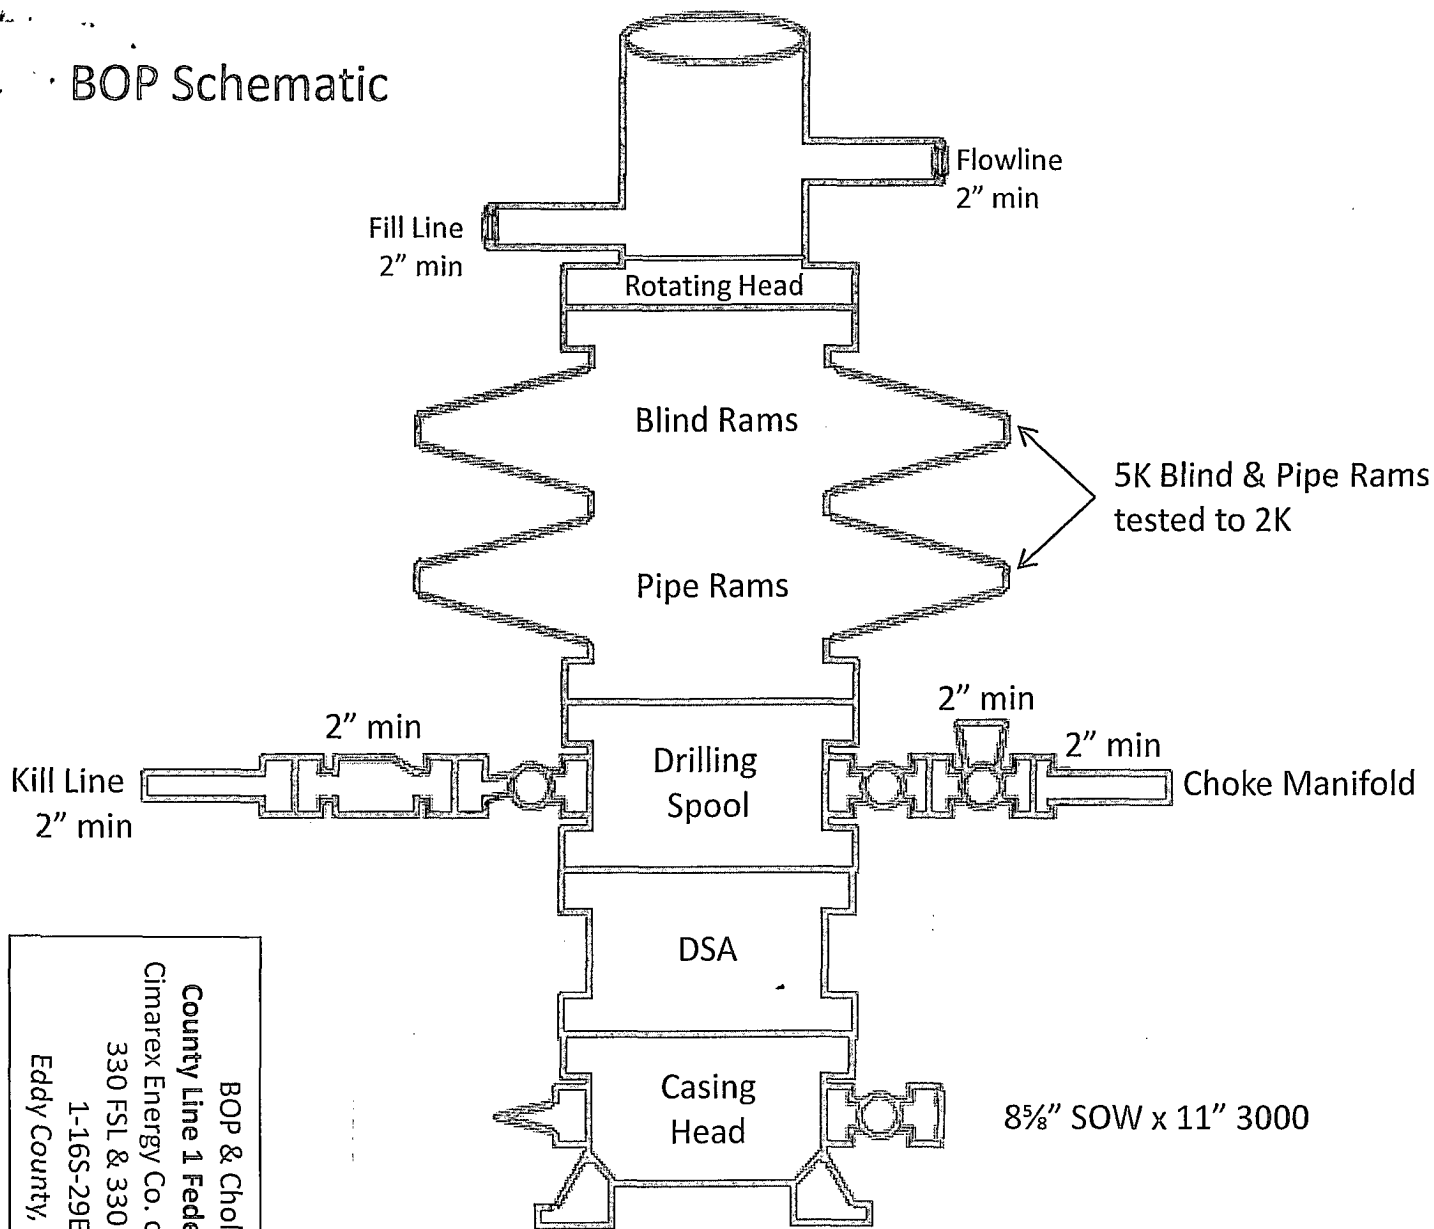 BOP Schematic
Flowline
2" min
Fill Line
2" min
Rotating Head
Blind Rams
5K Blind & Pipe Rams
tested to 2K
Pipe Rams
2" min
2" min
2" min
Kill Line
2" min
Drilling
Spool
Choke Manifold
DSA
Casing
Head
8⅝" SOW x 11" 3000
BOP &
County Line 1
Cimarex Energy Co.
330 FSL & 330
1-16S-29E
Eddy County,